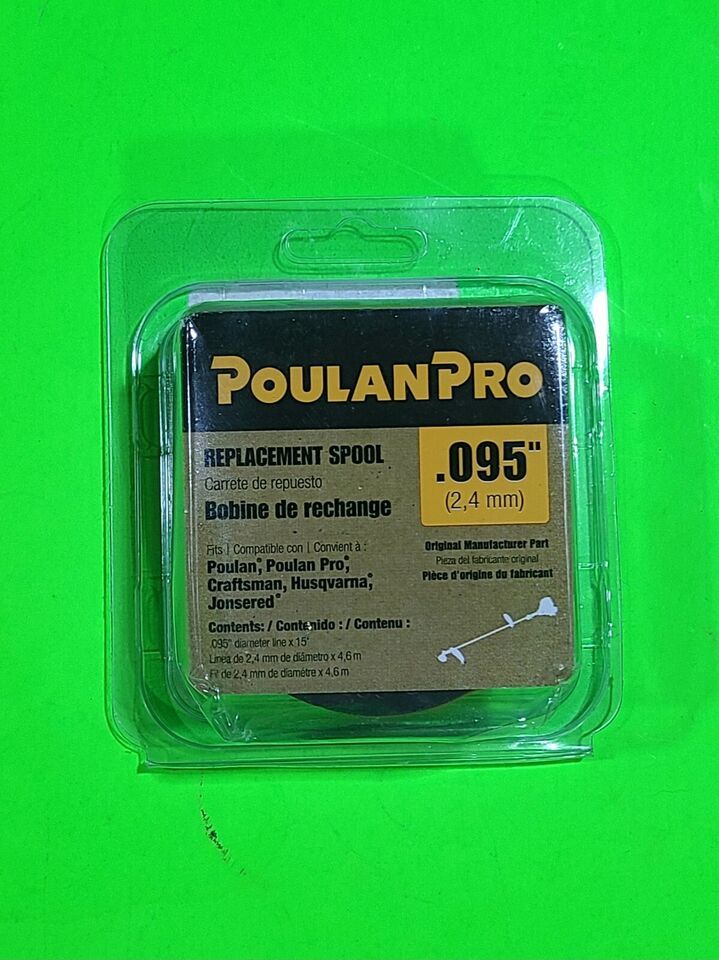 POULANPRO
REPLACEMENT SPOOL
Carrete de repuesto
Bobine de rechange
.095"
(2,4 mm)
Fits | Compatible con | Convient à :
Poulan®, Poulan Pro®,
Craftsman, Husqvarna®,
Jonsered®
Original Manufacturer Part
Pieza del fabricante original
Pièce d'origine du fabricant
Contents: / Contenido : / Contenu :
.095" diameter line x 15'
Línea de 2,4 mm de diámetro x 4,6 m
Fil de 2,4 mm de diamètre x 4,6 m